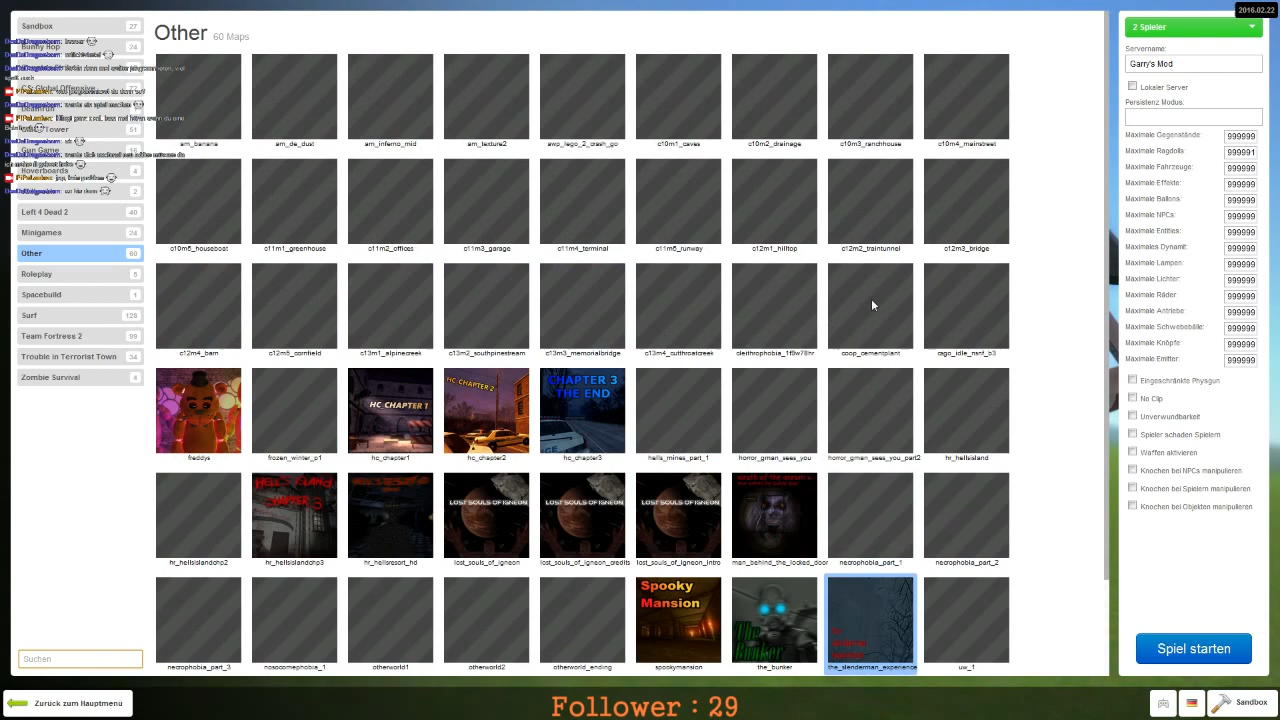 2016.02.22
Sandbox 27
Bunny Hop 24
CS: Global Offensive
Deathrun
Tower 51
Gun Game 16
Hoverboards 4
2
Left 4 Dead 2 40
Minigames 24
Other 60
Roleplay 5
Spacebuild 1
Surf 128
Team Fortress 2 99
Trouble in Terrorist Town 34
Zombie Survival 4
Suchen
Other 60 Maps
am_banana am_de_dust am_inferno_mid am_texture2 awp_lego_2_crash_go c10m1_caves c10m2_drainage c10m3_ranchhouse c10m4_mainstreet
c10m5_houseboat c11m1_greenhouse c11m2_offices c11m3_garage c11m4_terminal c11m5_runway c12m1_hilltop c12m2_traintunnel c12m3_bridge
c12m4_barn c12m5_cornfield c13m1_alpinecreek c13m2_southpinestream c13m3_memorialbridge c13m4_cutthroatcreek cleithrophobia_1f9w78hr coop_cementplant csgo_idle_nsnf_b3
HC CHAPTER 1
HC CHAPTER 2
CHAPTER 3
THE END
freddys frozen_winter_p1 hc_chapter1 hc_chapter2 hc_chapter3 hells_mines_part_1 horror_gman_sees_you horror_gman_sees_you_part2 hr_hellsisland
HELL'S ISLAND
CHAPTER 3
LOST SOULS OF IGNEON
LOST SOULS OF IGNEON
LOST SOULS OF IGNEON
hr_hellsislandchp2 hr_hellsislandchp3 hr_hellsresort_hd lost_souls_of_igneon lost_souls_of_igneon_credits lost_souls_of_igneon_intro man_behind_the_locked_door necrophobia_part_1 necrophobia_part_2
Spooky
Mansion
The
Bunker
necrophobia_part_3 nosocomephobia_1 otherworld1 otherworld2 otherworld_ending spookymansion the_bunker the_slenderman_experience uw_1
2 Spieler
Servername:
Garry's Mod
Lokaler Server
Persistenz Modus:
Maximale Gegenstände: 999999
Maximale Ragdolls: 999991
Maximale Fahrzeuge: 999999
Maximale Effekte: 999999
Maximale Ballons: 999999
Maximale NPCs: 999999
Maximale Entities: 999999
Maximales Dynamit: 999999
Maximale Lampen: 999999
Maximale Lichter: 999999
Maximale Räder: 999999
Maximale Antriebe: 999999
Maximale Schwebebälle: 999999
Maximale Knöpfe 999999
Maximale Emitter: 999999
Eingeschränkte Physgun
No Clip
Unverwundbarkeit
Spieler schaden Spielern
Waffen aktivieren
Knochen bei NPCs manipulieren
Knochen bei Spielern manipulieren
Knochen bei Objekten manipulieren
Spiel starten
Zurück zum Hauptmenü
Follower : 29
Sandbox